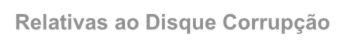 Relativas ao Disque Corrupção